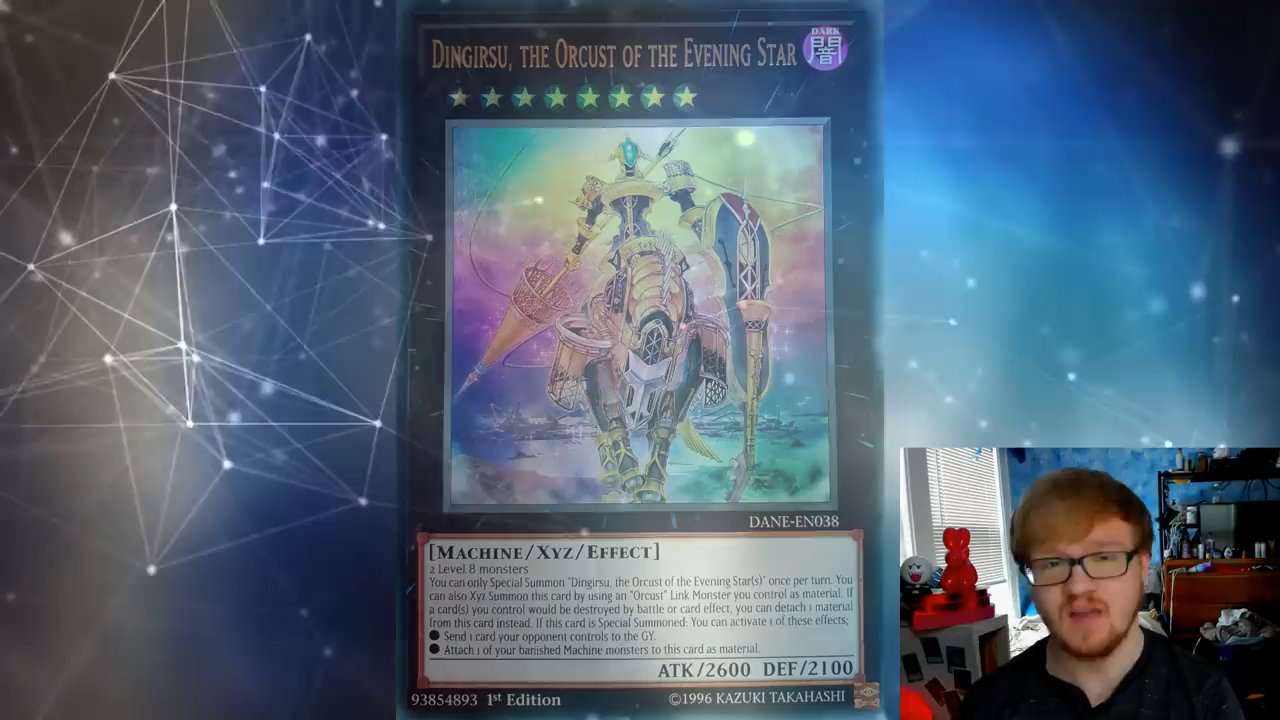 DINGIRSU, THE ORCUST OF THE EVENING STAR
DARK
闇
DANE-EN038
[MACHINE/XYZ/EFFECT]
2 Level 8 monsters
You can only Special Summon "Dingirsu, the Orcust of the Evening Star(s)" once per turn. You
can also Xyz Summon this card by using an "Orcust" Link Monster you control as material. If
a card(s) you control would be destroyed by battle or card effect, you can detach 1 material
from this card instead. If this card is Special Summoned: You can activate 1 of these effects;
● Send 1 card your opponent controls to the GY.
● Attach 1 of your banished Machine monsters to this card as material.
ATK/2600 DEF/2100
93854893 1st Edition
©1996 KAZUKI TAKAHASHI